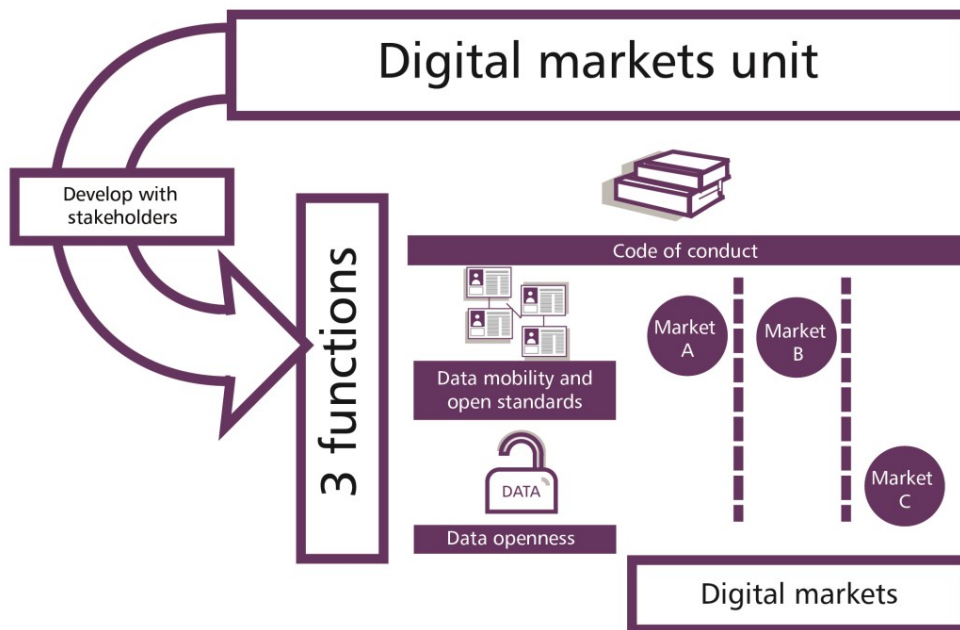 Digital markets unit
Develop with
stakeholders
3 functions
Code of conduct
Data mobility and
open standards
DATA
Data openness
Market
A
Market
B
Market
C
Digital markets